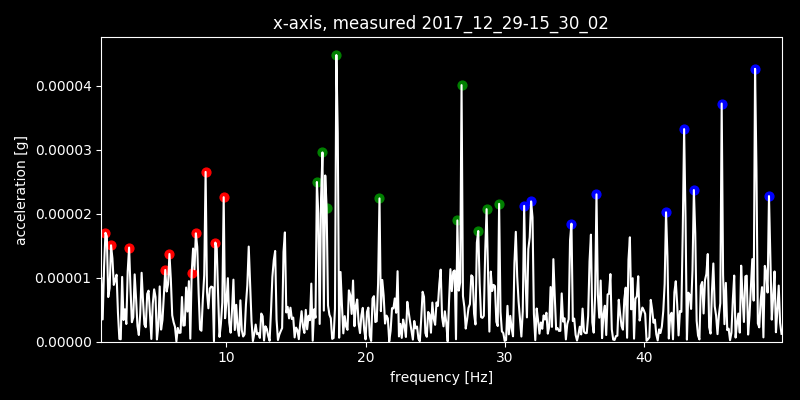 x-axis, measured 2017_12_29-15_30_02
acceleration [g]
0.00004
0.00003
0.00002
0.00001
0.00000
10 20 30 40
frequency [Hz]